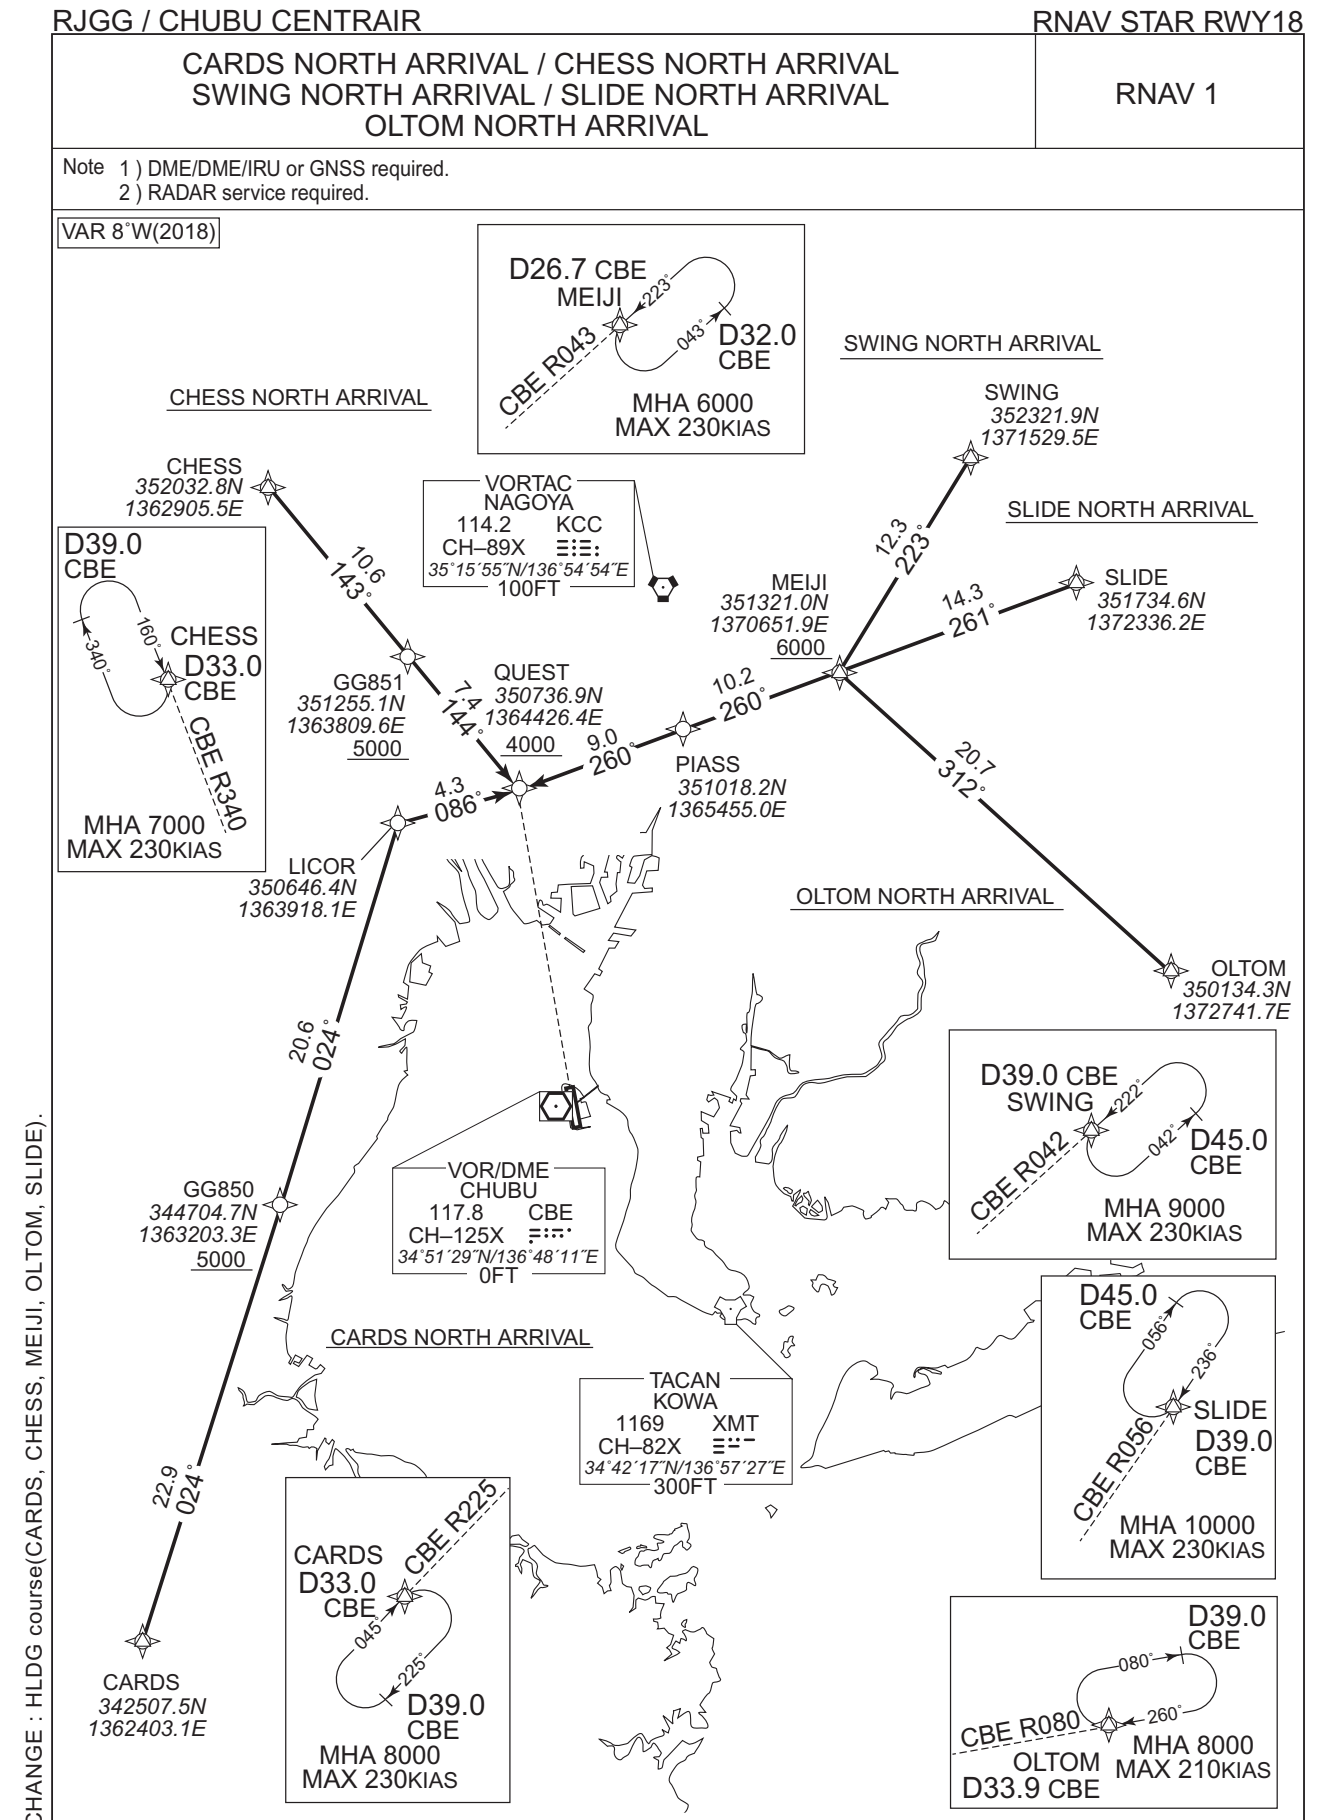 RJGG / CHUBU CENTRAIR
RNAV STAR RWY18
CARDS NORTH ARRIVAL / CHESS NORTH ARRIVAL
SWING NORTH ARRIVAL / SLIDE NORTH ARRIVAL
OLTOM NORTH ARRIVAL
RNAV 1
Note 1 ) DME/DME/IRU or GNSS required.
2 ) RADAR service required.
VAR 8˚W(2018)
D26.7 CBE
MEIJI
223˚
043˚
D32.0
CBE
CBE R043
MHA 6000
MAX 230KIAS
SWING NORTH ARRIVAL
CHESS NORTH ARRIVAL
SWING
352321.9N
1371529.5E
CHESS
352032.8N
1362905.5E
VORTAC
NAGOYA
114.2 KCC
CH–89X
35˚15´55˝N/136˚54´54˝E
100FT
SLIDE NORTH ARRIVAL
12.3
223˚
10.6
143˚
D39.0
CBE
160˚
340˚
CHESS
D33.0
CBE
CBE R340
MHA 7000
MAX 230KIAS
MEIJI
351321.0N
1370651.9E
6000
SLIDE
351734.6N
1372336.2E
14.3
261˚
GG851
351255.1N
1363809.6E
5000
7.4
144˚
QUEST
350736.9N
1364426.4E
4000
10.2
260˚
9.0
260˚
PIASS
351018.2N
1365455.0E
20.7
312˚
4.3
086˚
LICOR
350646.4N
1363918.1E
OLTOM NORTH ARRIVAL
OLTOM
350134.3N
1372741.7E
20.6
024˚
D39.0 CBE
SWING
222˚
042˚
D45.0
CBE
CBE R042
MHA 9000
MAX 230KIAS
VOR/DME
CHUBU
117.8 CBE
CH–125X
34˚51´29˝N/136˚48´11˝E
0FT
GG850
344704.7N
1363203.3E
5000
D45.0
CBE
056˚
236˚
SLIDE
D39.0
CBE
CBE R056
MHA 10000
MAX 230KIAS
CARDS NORTH ARRIVAL
TACAN
KOWA
1169 XMT
CH–82X
34˚42´17˝N/136˚57´27˝E
300FT
22.9
024˚
CBE R225
CARDS
D33.0
CBE
045˚
225˚
D39.0
CBE
MHA 8000
MAX 230KIAS
CARDS
342507.5N
1362403.1E
D39.0
CBE
080˚
260˚
CBE R080
OLTOM
D33.9 CBE
MHA 8000
MAX 210KIAS
CHANGE : HLDG course(CARDS, CHESS, MEIJI, OLTOM, SLIDE).